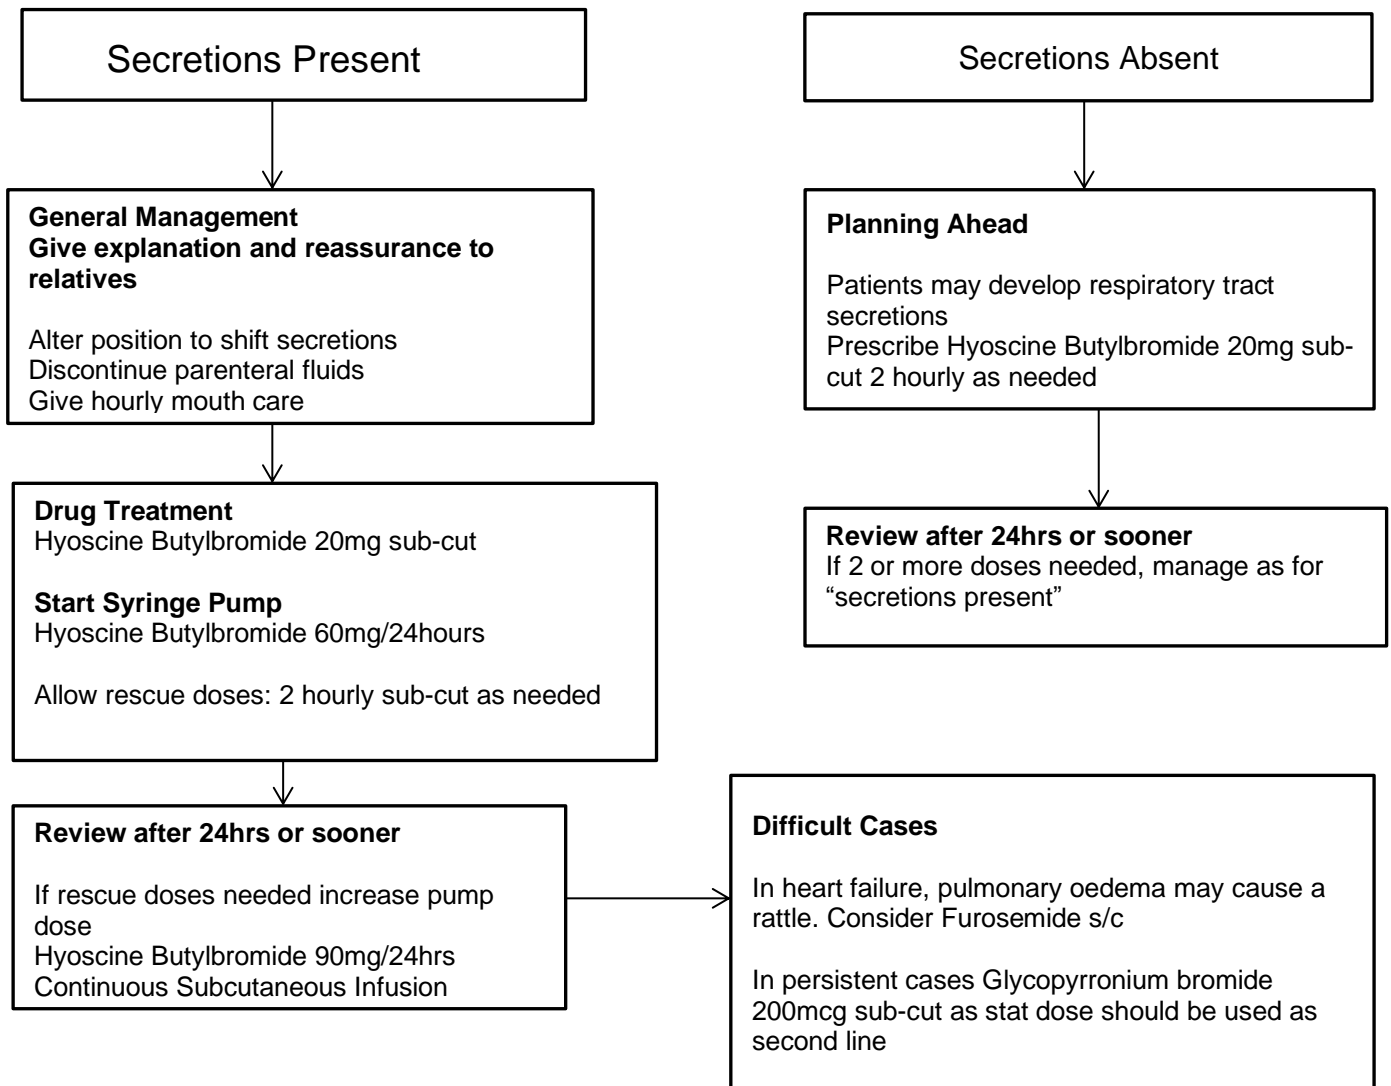 Secretions Present
General Management
Give explanation and reassurance to
relatives
Alter position to shift secretions
Discontinue parenteral fluids
Give hourly mouth care
Drug Treatment
Hyoscine Butylbromide 20mg sub-cut
Start Syringe Pump
Hyoscine Butylbromide 60mg/24hours
Allow rescue doses: 2 hourly sub-cut as needed
Review after 24hrs or sooner
If rescue doses needed increase pump
dose
Hyoscine Butylbromide 90mg/24hrs
Continuous Subcutaneous Infusion
Secretions Absent
Planning Ahead
Patients may develop respiratory tract
secretions
Prescribe Hyoscine Butylbromide 20mg sub-
cut 2 hourly as needed
Review after 24hrs or sooner
If 2 or more doses needed, manage as for
“secretions present”
Difficult Cases
In heart failure, pulmonary oedema may cause a
rattle. Consider Furosemide s/c
In persistent cases Glycopyrronium bromide
200mcg sub-cut as stat dose should be used as
second line